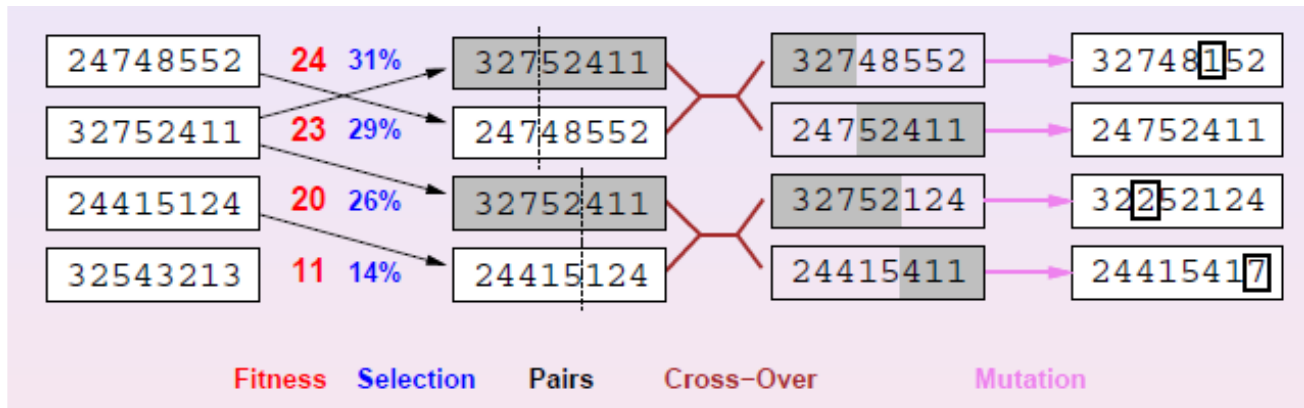 24748552 24 31% 32752411 32748552 32748152
32752411 23 29% 24748552 24752411 24752411
24415124 20 26% 32752411 32752124 32252124
32543213 11 14% 24415124 24415411 24415417
Fitness Selection Pairs Cross-Over Mutation